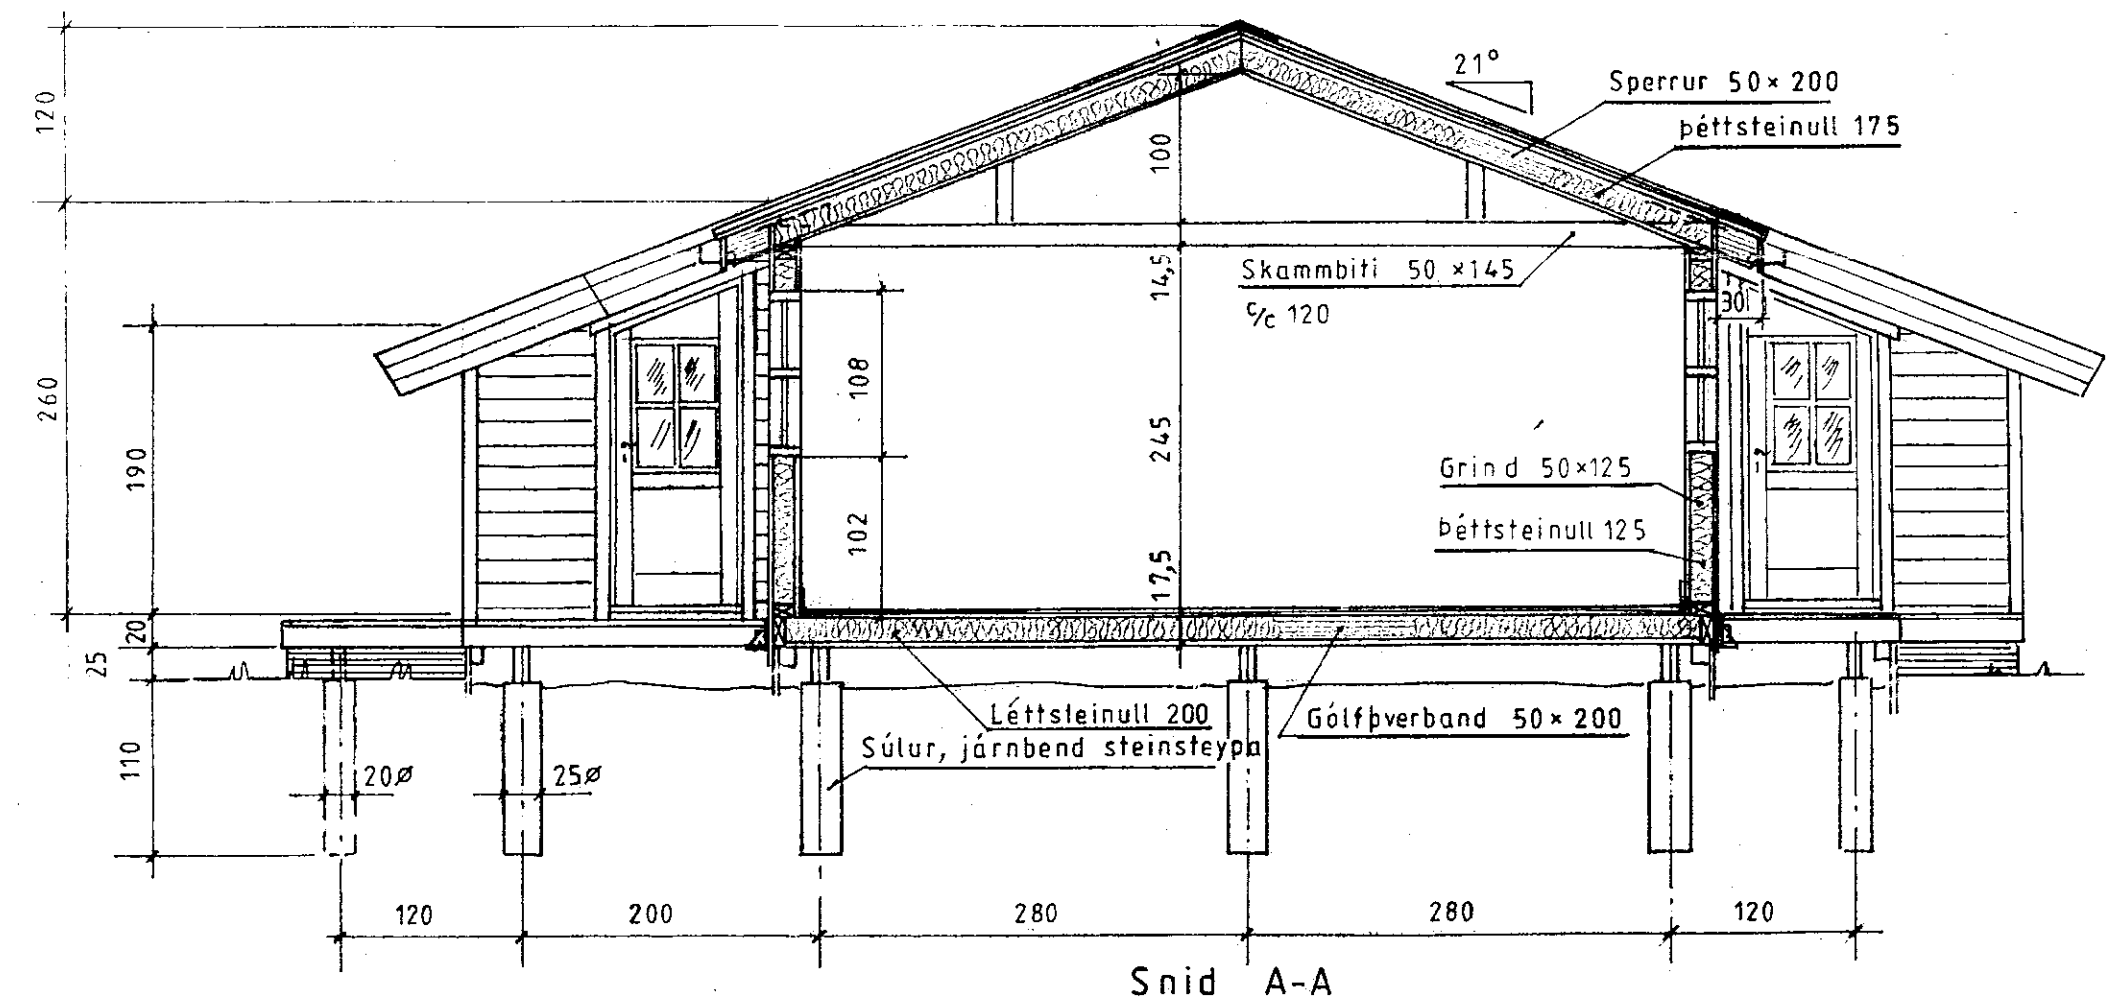 120
260
190
20
25
110
21°
Sperrur 50×200
þéttsteinull 175
100
14,5
Skammbiti 50×145
c/c 120
30
108
245
102
17,5
Grind 50×125
Þéttsteinull 125
Léttsteinull 200
Gólfþverband 50×200
Súlur, járnbend steinsteypa
20ø
25ø
120
200
280
280
120
Snid A-A